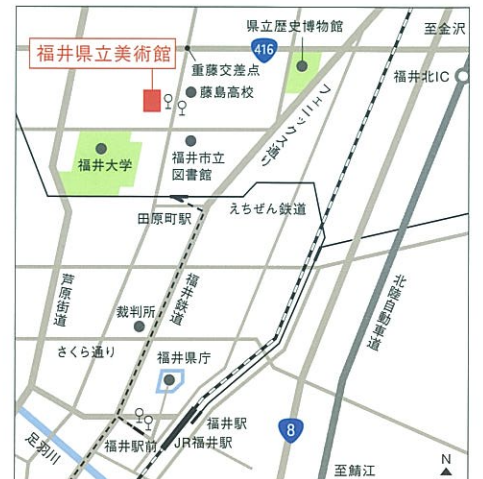 県立歴史博物館
至金沢
416
福井県立美術館
重藤交差点
福井北IC
藤島高校
フェニックス通り
福井大学
福井市立
図書館
えちぜん鉄道
田原町駅
芦原街道
福井鉄道
北陸自動車道
裁判所
さくら通り
福井県庁
福井駅
8
足羽川
福井駅前
JR福井駅
至鯖江
N